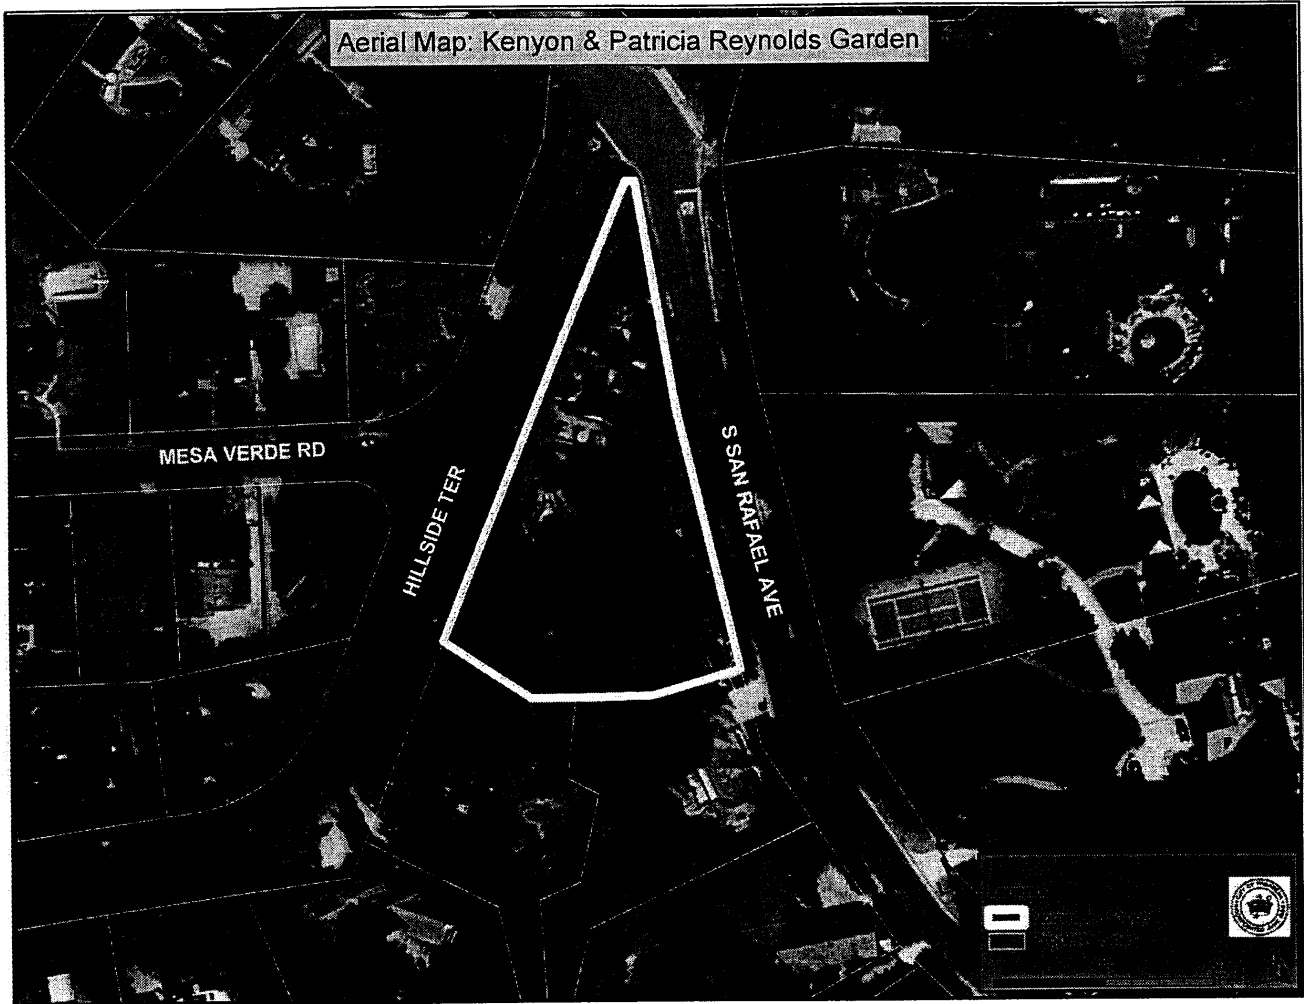 Aerial Map: Kenyon & Patricia Reynolds Garden
MESA VERDE RD
HILLSIDE TER
S SAN RAFAEL AVE